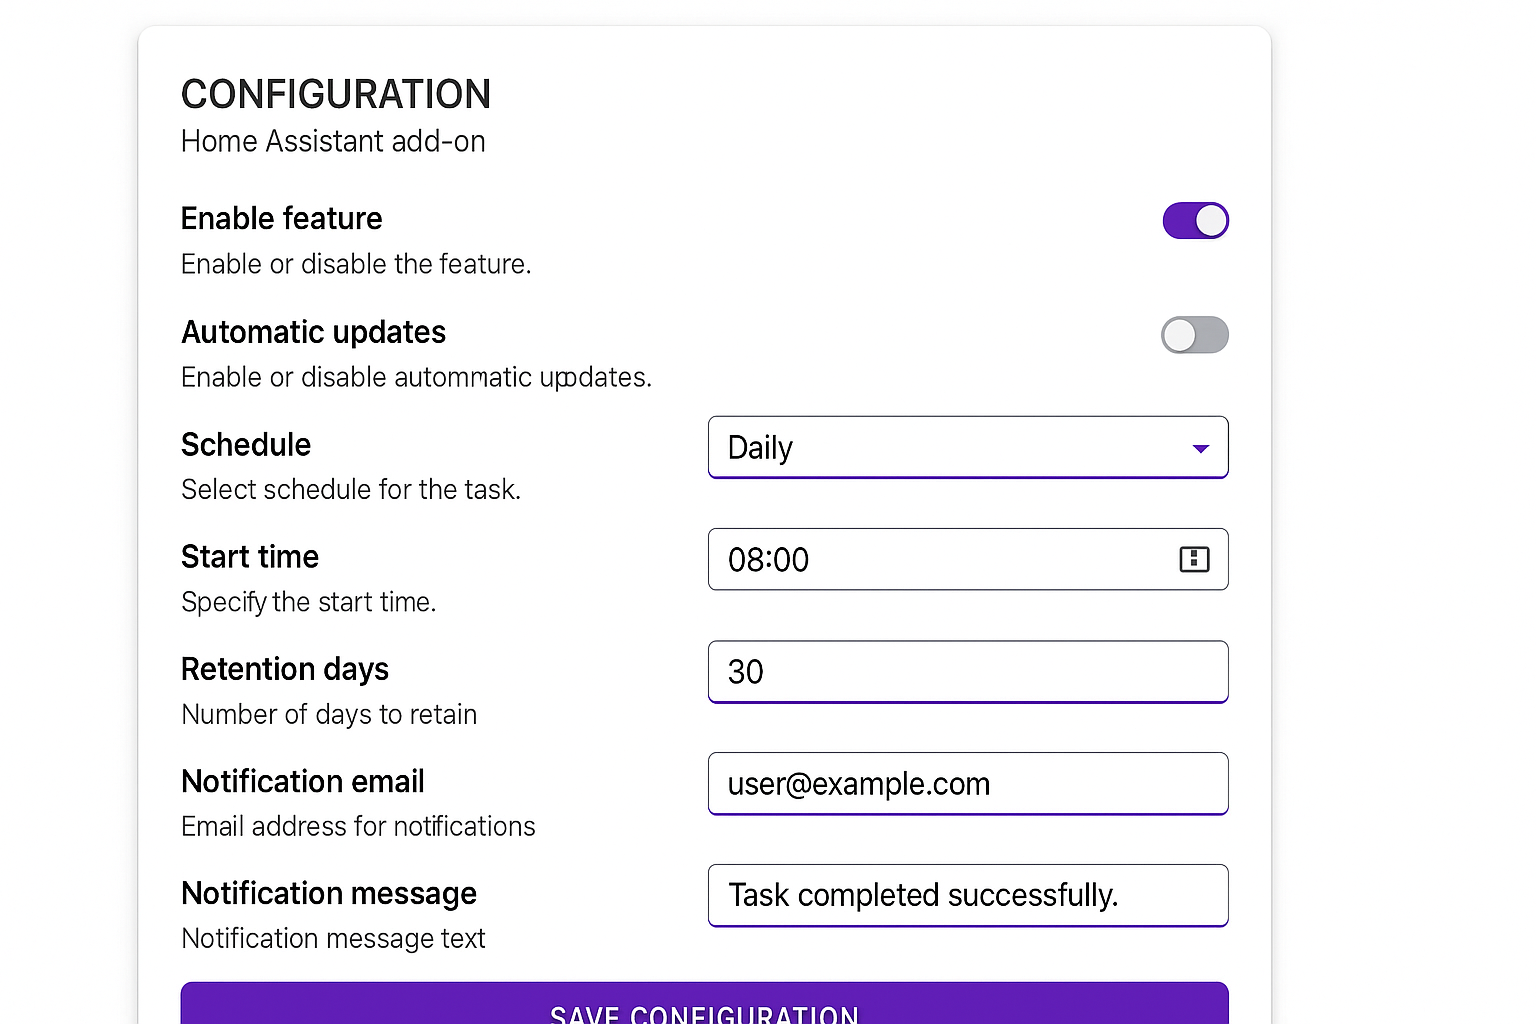 CONFIGURATION
Home Assistant add-on
Enable feature
Enable or disable the feature.
Automatic updates
Enable or disable autommatic updates.
Schedule
Daily
Select schedule for the task.
Start time
08:00
Specify the start time.
Retention days
30
Number of days to retain
Notification email
user@example.com
Email address for notifications
Notification message
Task completed successfully.
Notification message text
SAVE CONFIGURATION